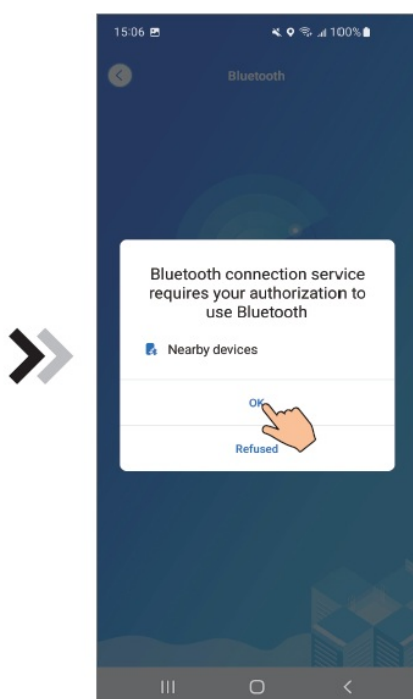 15:06 100%
Bluetooth
Bluetooth connection service
requires your authorization to
use Bluetooth
Nearby devices
OK
Refused